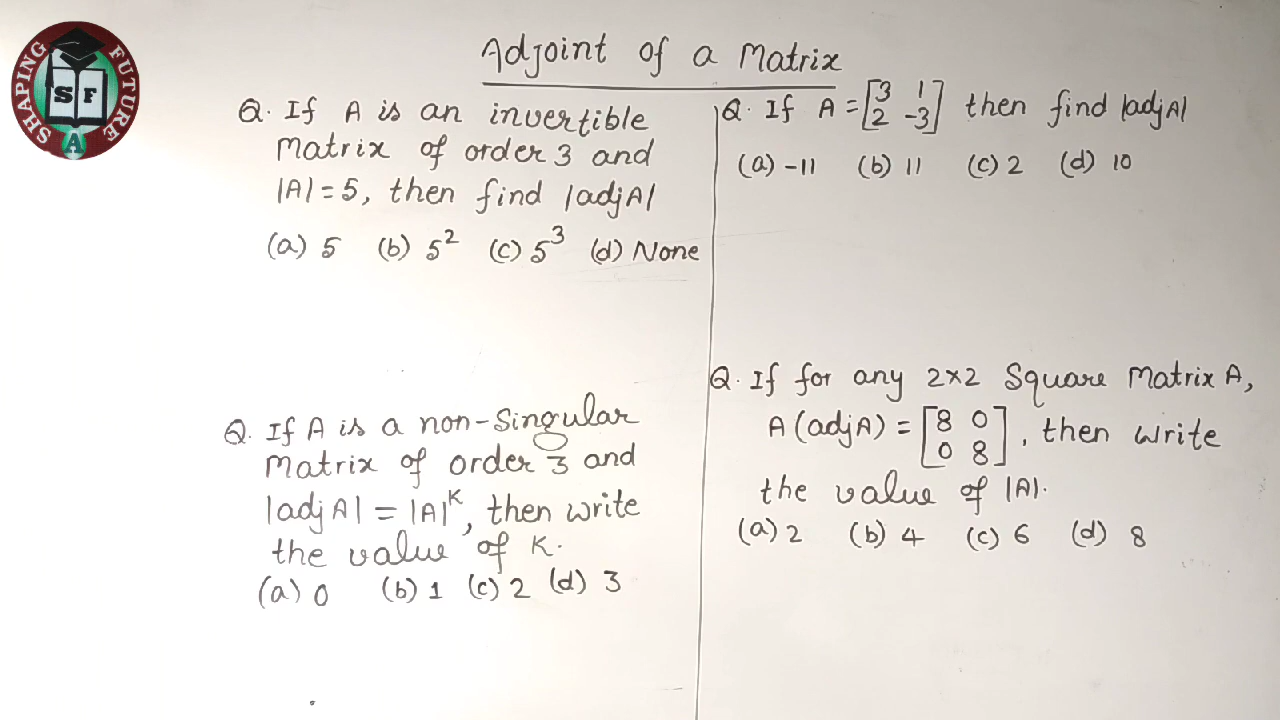 SHAPING FUTURE
S F
A
Adjoint of a Matrix
Q. If A is an invertible
Matrix of order 3 and
|A| = 5, then find |adjA|
(a) 5 (b) 5² (c) 5³ (d) None
Q. If A is a non-Singular
Matrix of order 3 and
|adjA| = |A|ᴷ, then write
the value of K.
(a) 0 (b) 1 (c) 2 (d) 3
Q. If A = [3 1
2 -3] then find |adjA|
(a) -11 (b) 11 (c) 2 (d) 10
Q. If for any 2×2 Square Matrix A,
A(adjA) = [8 0
0 8], then write
the value of |A|.
(a) 2 (b) 4 (c) 6 (d) 8